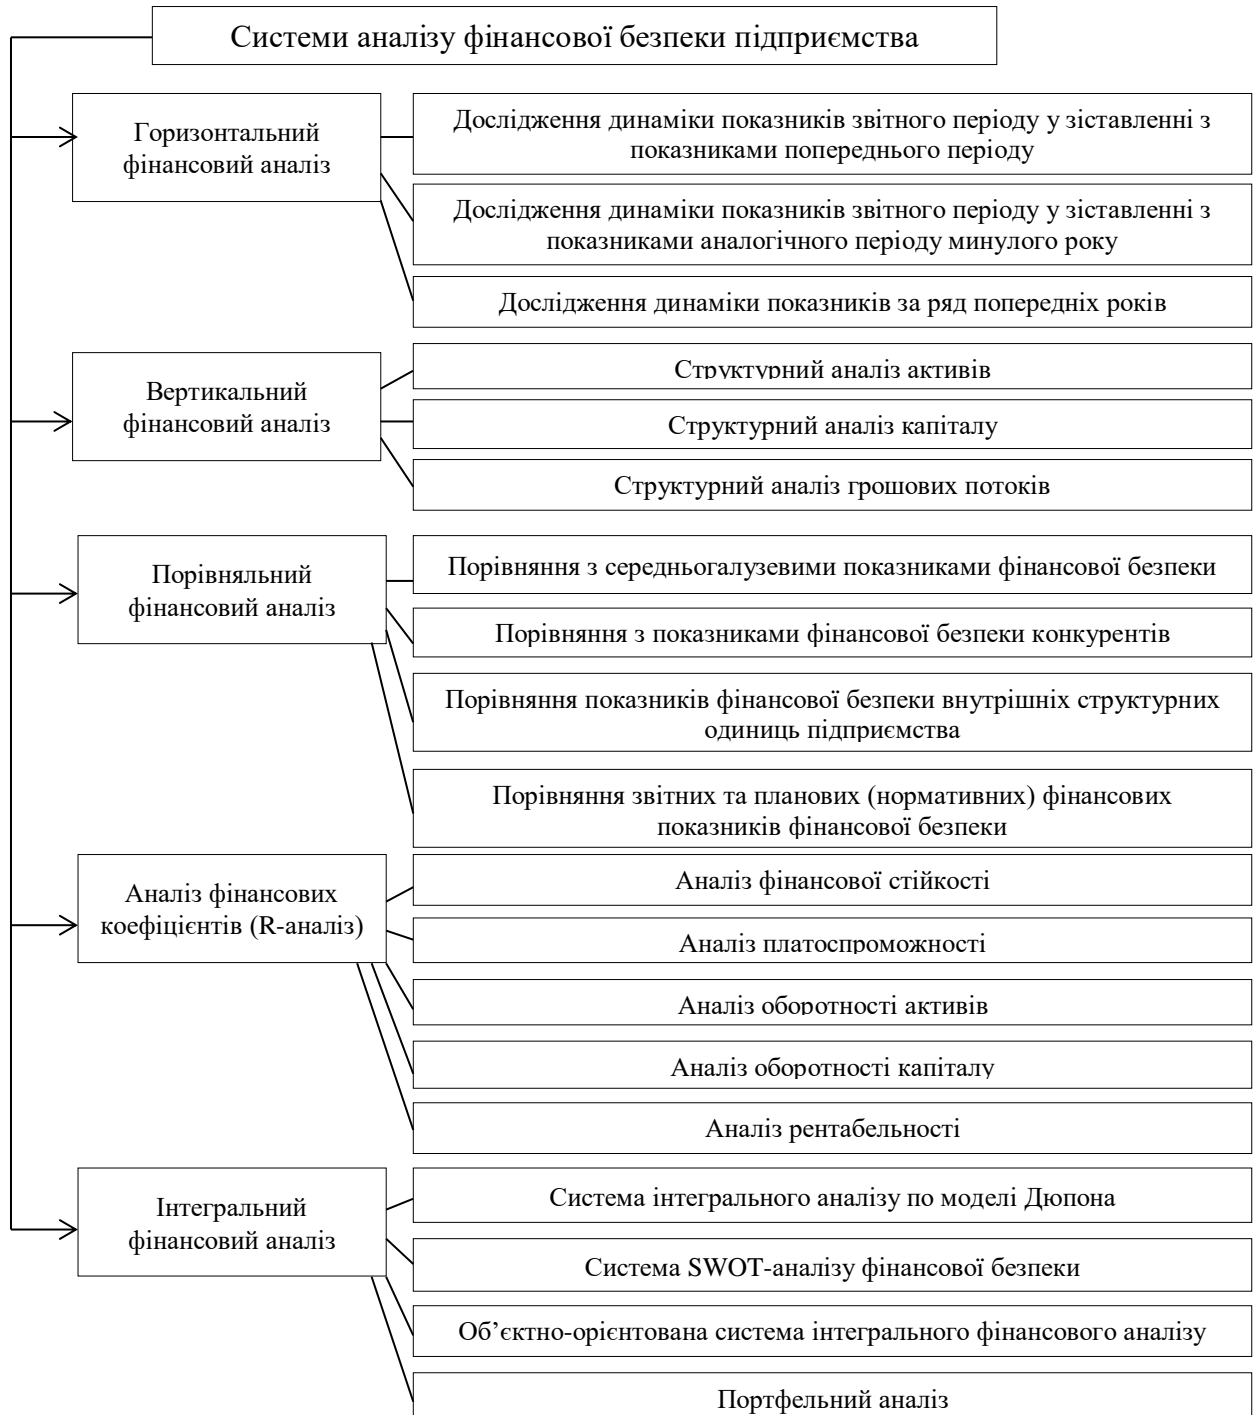 Системи аналізу фінансової безпеки підприємства
Горизонтальний
фінансовий аналіз
Дослідження динаміки показників звітного періоду у зіставленні з
показниками попереднього періоду
Дослідження динаміки показників звітного періоду у зіставленні з
показниками аналогічного періоду минулого року
Дослідження динаміки показників за ряд попередніх років
Вертикальний
фінансовий аналіз
Структурний аналіз активів
Структурний аналіз капіталу
Структурний аналіз грошових потоків
Порівняльний
фінансовий аналіз
Порівняння з середньогалузевими показниками фінансової безпеки
Порівняння з показниками фінансової безпеки конкурентів
Порівняння показників фінансової безпеки внутрішніх структурних
одиниць підприємства
Порівняння звітних та планових (нормативних) фінансових
показників фінансової безпеки
Аналіз фінансових
коефіцієнтів (R-аналіз)
Аналіз фінансової стійкості
Аналіз платоспроможності
Аналіз оборотності активів
Аналіз оборотності капіталу
Аналіз рентабельності
Інтегральний
фінансовий аналіз
Система інтегрального аналізу по моделі Дюпона
Система SWOT-аналізу фінансової безпеки
Об’єктно-орієнтована система інтегрального фінансового аналізу
Портфельний аналіз